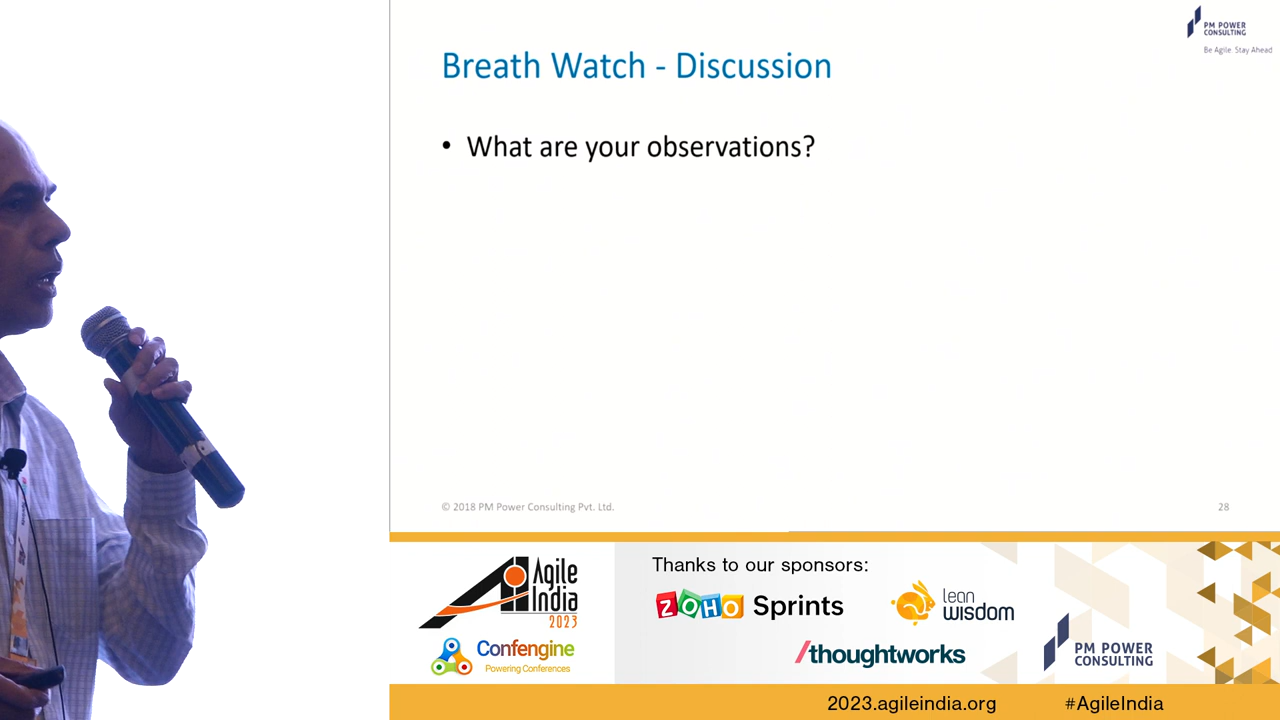 PM POWER
CONSULTING
Be Agile Stay Ahead
Breath Watch - Discussion
• What are your observations?
© 2018 PM Power Consulting Pvt. Ltd.
28
Agile
India
2023
Confengine
Powering Conferences
Thanks to our sponsors:
ZOHO Sprints
lean
wisdom
/thoughtworks
PM POWER
CONSULTING
2023.agileindia.org
#AgileIndia